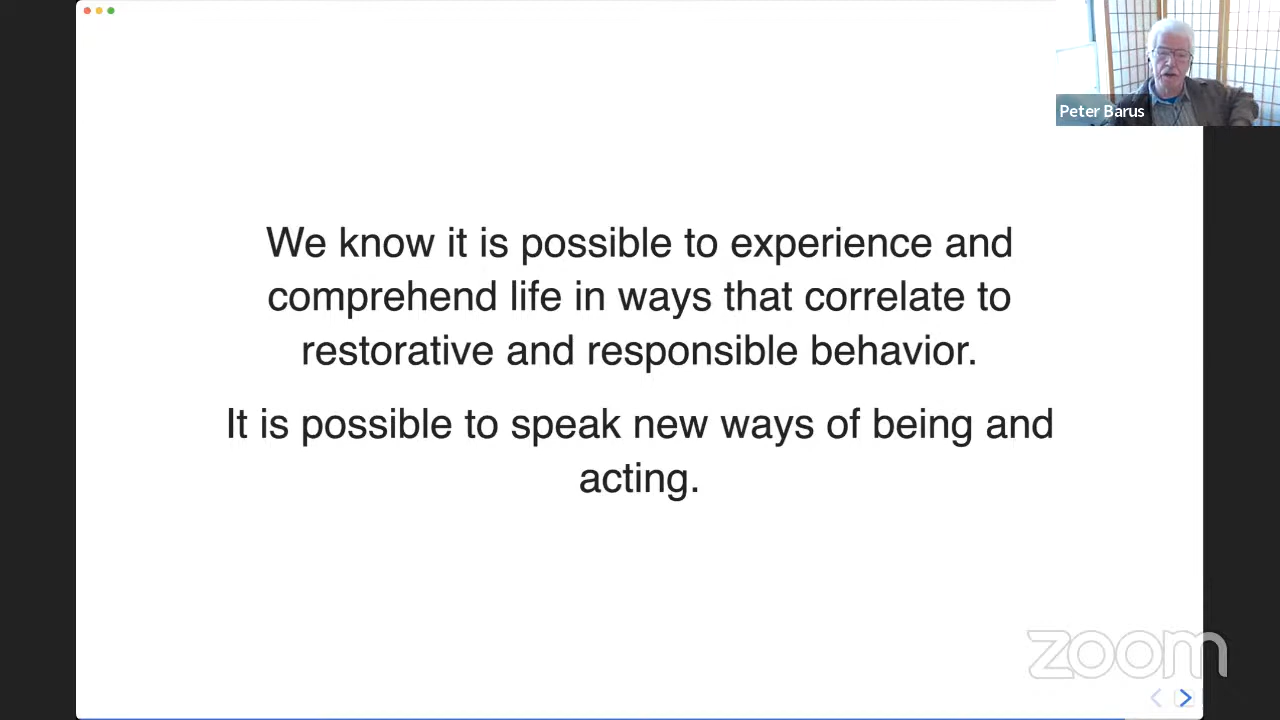 Peter Barus
We know it is possible to experience and
comprehend life in ways that correlate to
restorative and responsible behavior.
It is possible to speak new ways of being and
acting.
zoom